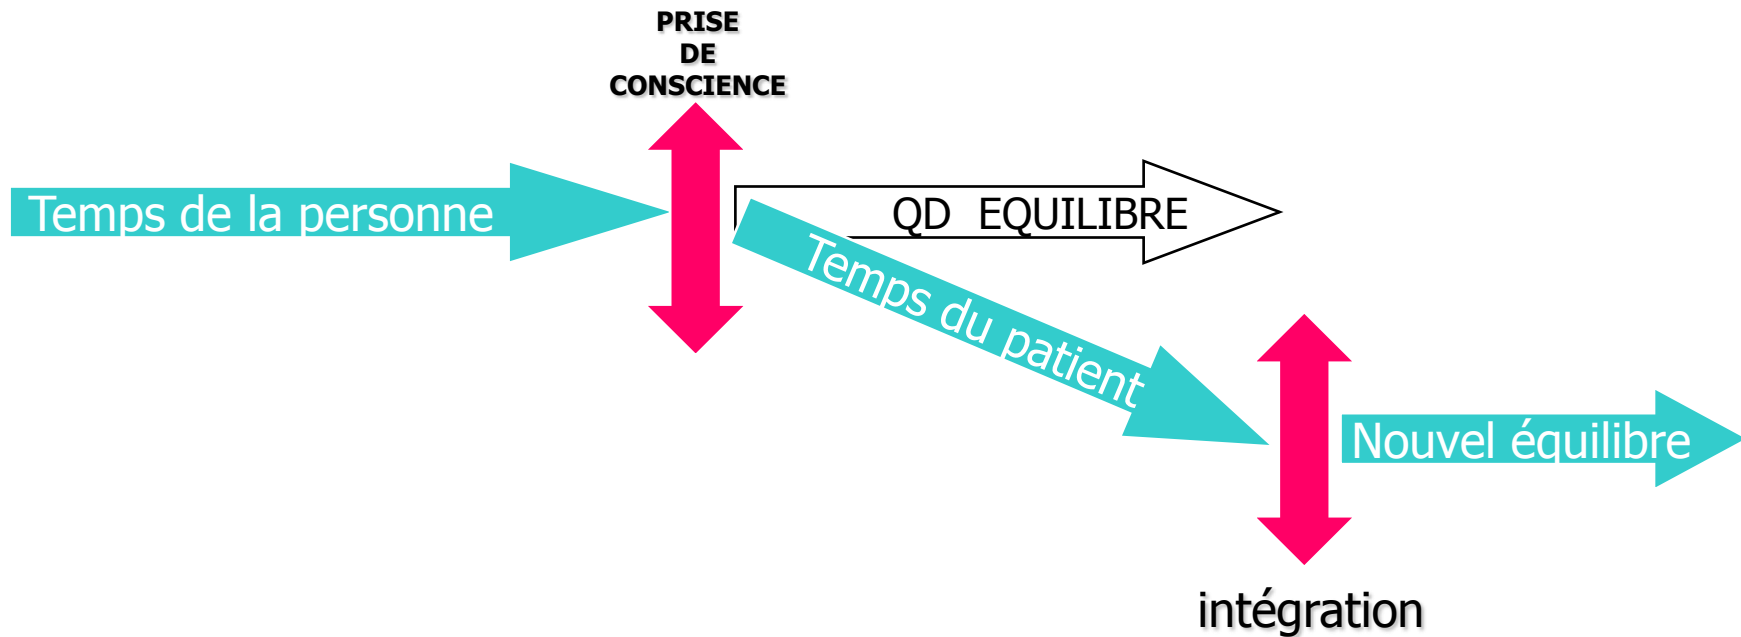 PRISE
DE
CONSCIENCE
Temps de la personne
QD EQUILIBRE
Temps du patient
Nouvel équilibre
intégration